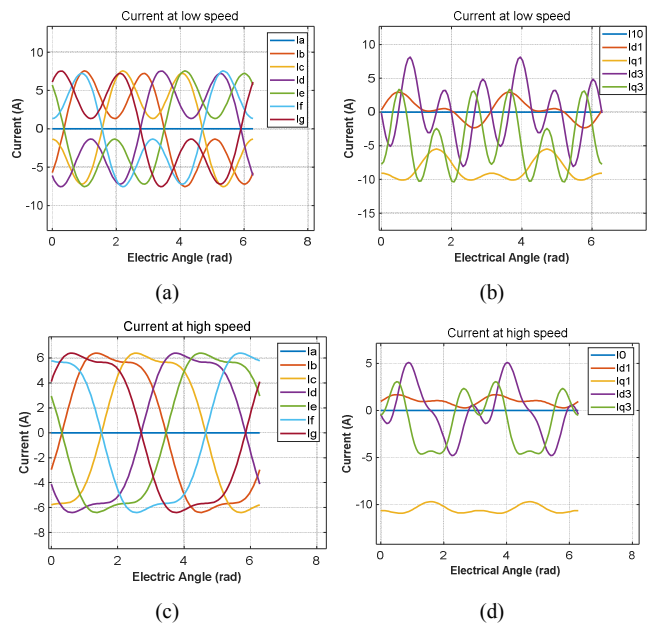 Current at low speed
Current (A)
10
5
0
-5
-10
0
2
4
6
8
Electric Angle (rad)
Ia
Ib
Ic
Id
Ie
If
Ig
(a)
Current at low speed
Current (A)
10
5
0
-5
-10
-15
0
2
4
6
Electrical Angle (rad)
I10
Id1
Iq1
Id3
Iq3
(b)
Current at high speed
Current (A)
6
4
2
0
-2
-4
-6
-8
0
2
4
6
8
Electric Angle (rad)
Ia
Ib
Ic
Id
Ie
If
Ig
(c)
Current at high speed
Current (A)
5
0
-5
-10
0
2
4
6
8
Electrical Angle (rad)
I0
Id1
Iq1
Id3
Iq3
(d)